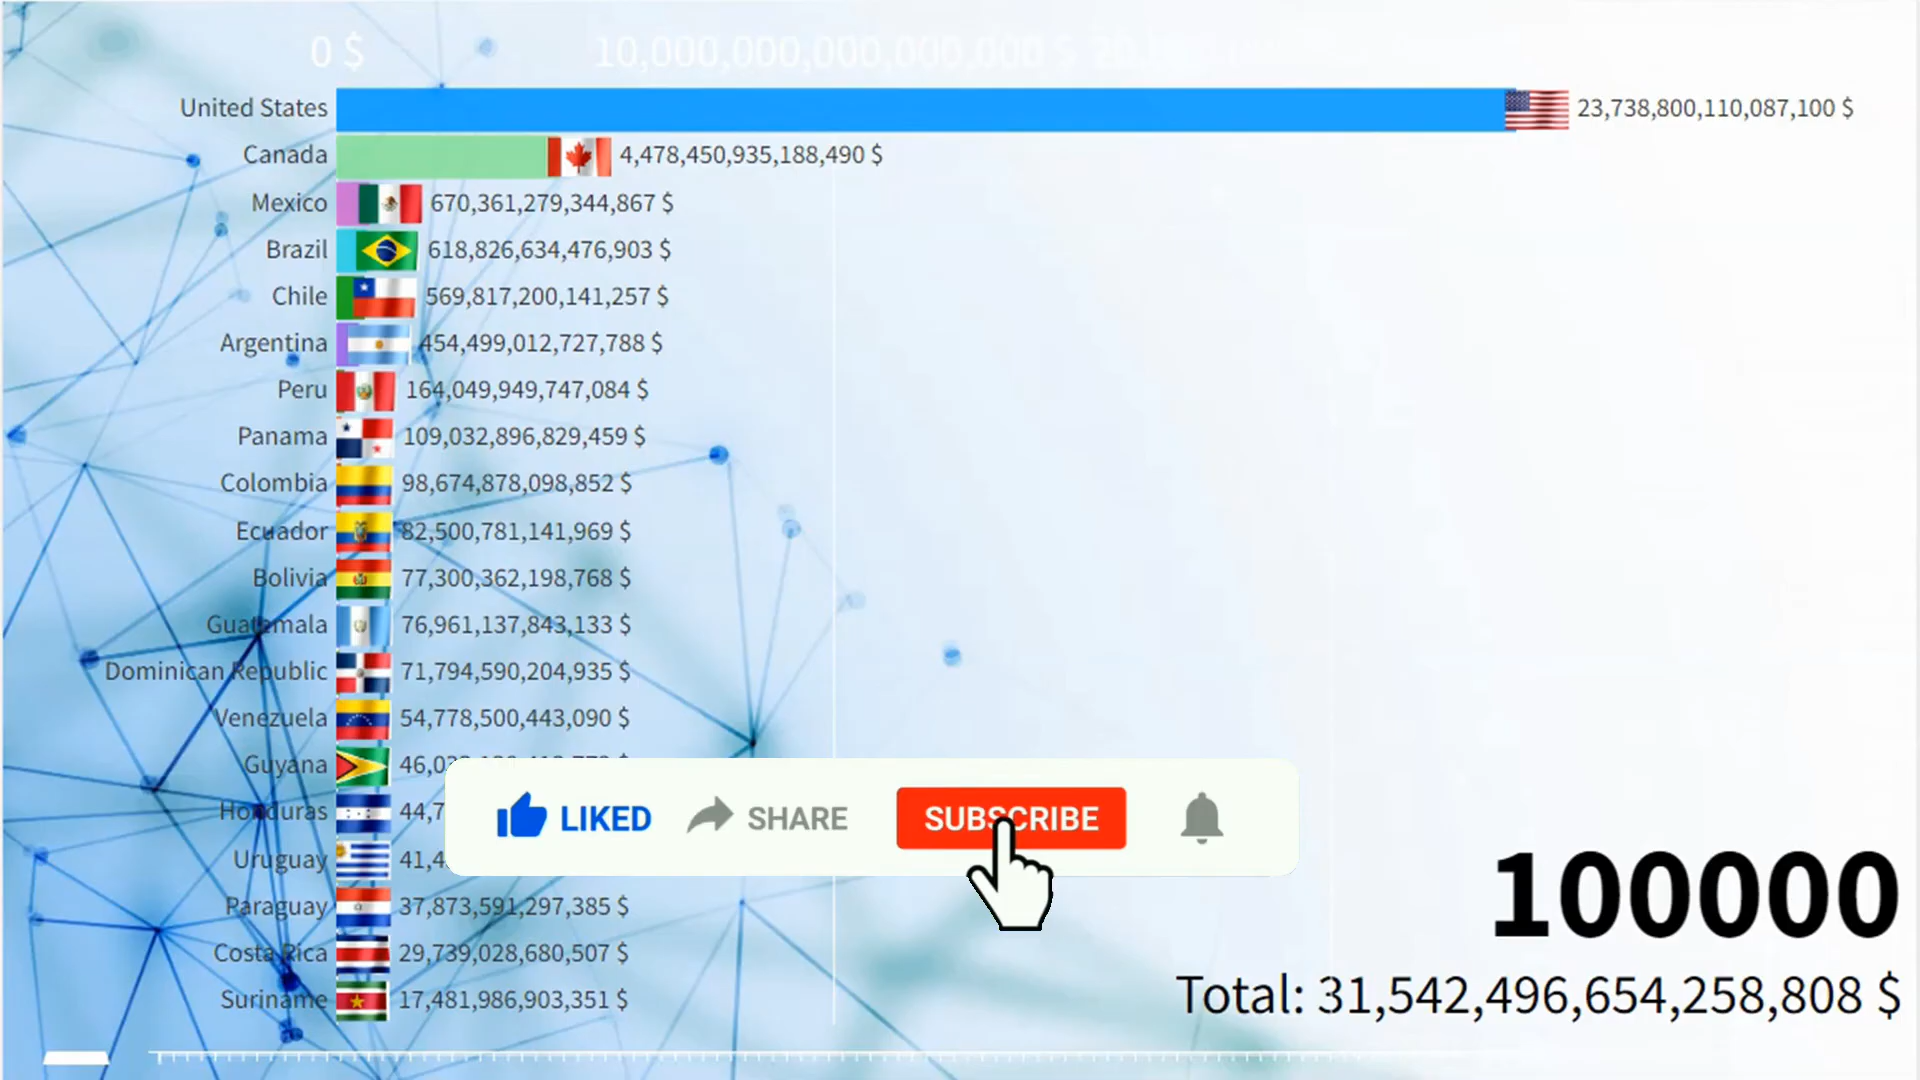 0 $ 10,000,000,000,000,000 $
United States 23,738,800,110,087,100 $
Canada 4,478,450,935,188,490 $
Mexico 670,361,279,344,867 $
Brazil 618,826,634,476,903 $
Chile 569,817,200,141,257 $
Argentina 454,499,012,727,788 $
Peru 164,049,949,747,084 $
Panama 109,032,896,829,459 $
Colombia 98,674,878,098,852 $
Ecuador 82,500,781,141,969 $
Bolivia 77,300,362,198,768 $
Guatemala 76,961,137,843,133 $
Dominican Republic 71,794,590,204,935 $
Venezuela 54,778,500,443,090 $
Guyana
Honduras
LIKED SHARE SUBSCRIBE
Uruguay
Paraguay 37,873,591,297,385 $
Costa Rica 29,739,028,680,507 $
Suriname 17,481,986,903,351 $
100000
Total: 31,542,496,654,258,808 $